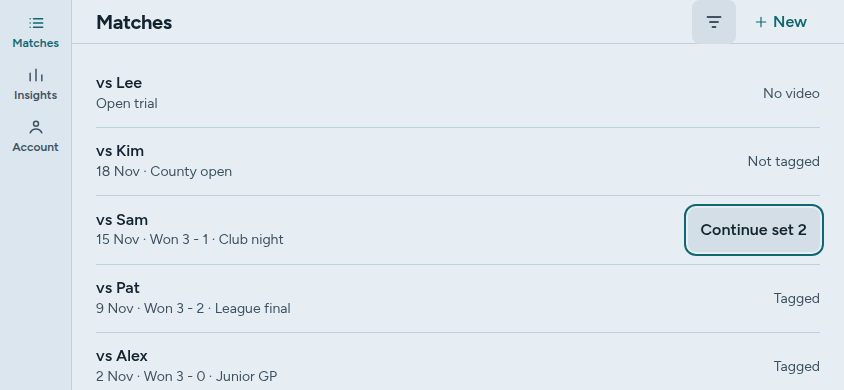 Matches
Insights
Account
Matches
+ New
vs Lee
Open trial
No video
vs Kim
18 Nov · County open
Not tagged
vs Sam
15 Nov · Won 3 - 1 · Club night
Continue set 2
vs Pat
9 Nov · Won 3 - 2 · League final
Tagged
vs Alex
2 Nov · Won 3 - 0 · Junior GP
Tagged